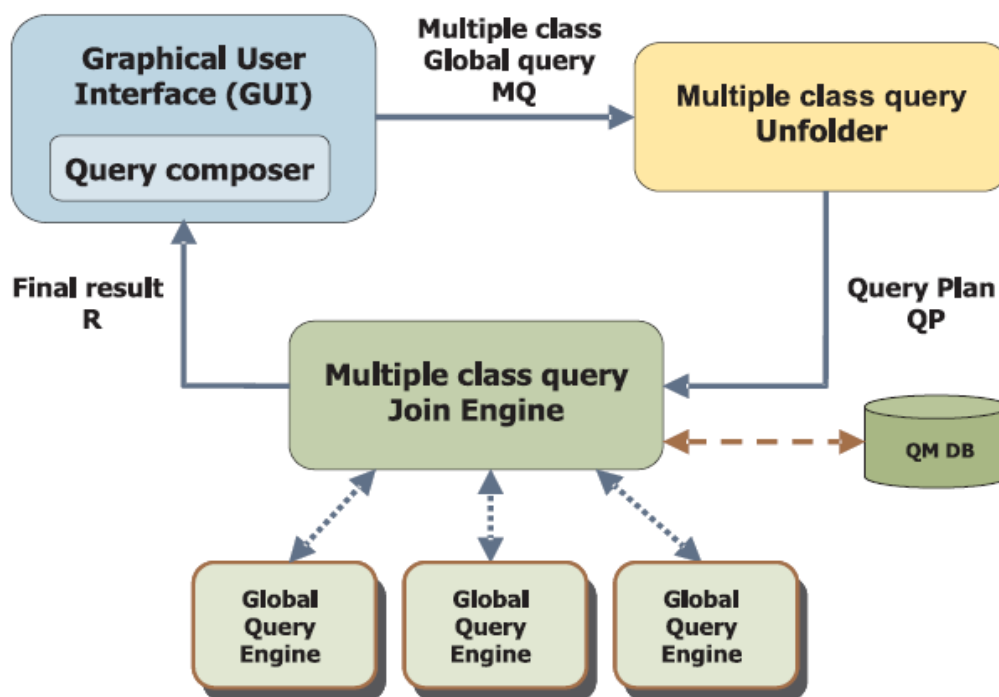 Graphical User
Interface (GUI)
Query composer
Multiple class
Global query
MQ
Multiple class query
Unfolder
Final result
R
Query Plan
QP
Multiple class query
Join Engine
QM DB
Global
Query
Engine
Global
Query
Engine
Global
Query
Engine